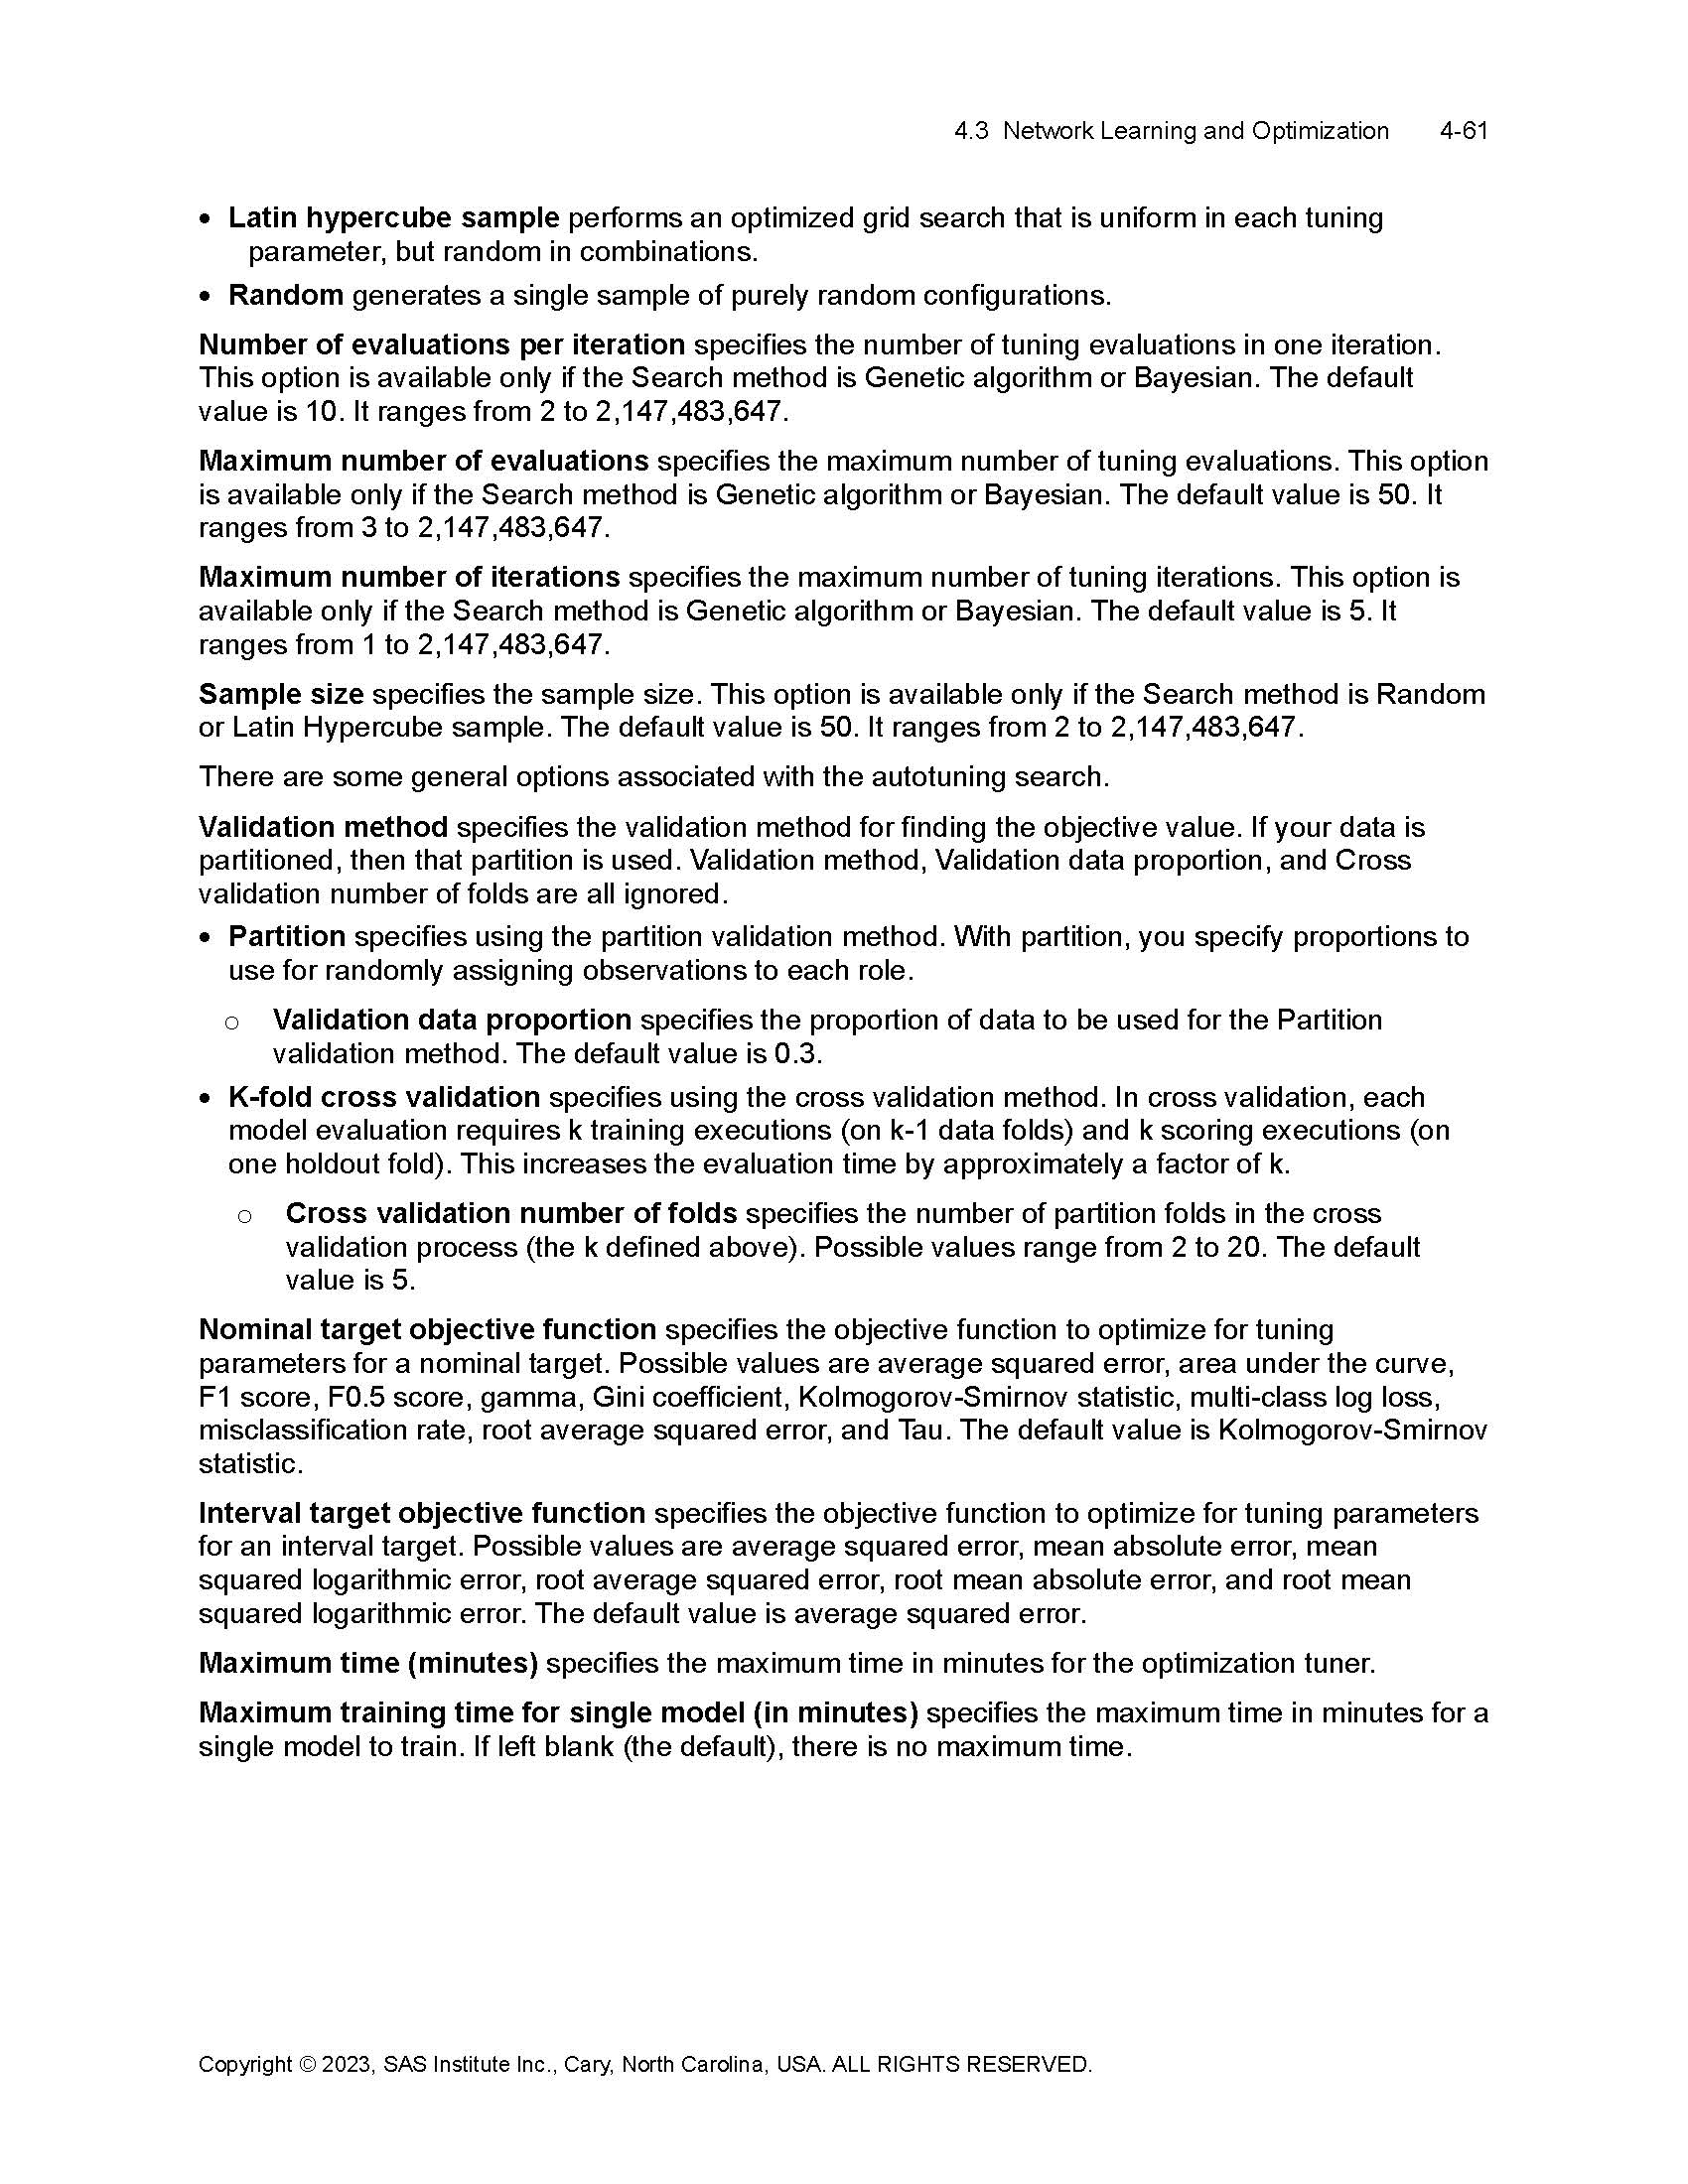 4.3 Network Learning and Optimization 4-61
• Latin hypercube sample performs an optimized grid search that is uniform in each tuning
parameter, but random in combinations.
• Random generates a single sample of purely random configurations.
Number of evaluations per iteration specifies the number of tuning evaluations in one iteration.
This option is available only if the Search method is Genetic algorithm or Bayesian. The default
value is 10. It ranges from 2 to 2,147,483,647.
Maximum number of evaluations specifies the maximum number of tuning evaluations. This option
is available only if the Search method is Genetic algorithm or Bayesian. The default value is 50. It
ranges from 3 to 2,147,483,647.
Maximum number of iterations specifies the maximum number of tuning iterations. This option is
available only if the Search method is Genetic algorithm or Bayesian. The default value is 5. It
ranges from 1 to 2,147,483,647.
Sample size specifies the sample size. This option is available only if the Search method is Random
or Latin Hypercube sample. The default value is 50. It ranges from 2 to 2,147,483,647.
There are some general options associated with the autotuning search.
Validation method specifies the validation method for finding the objective value. If your data is
partitioned, then that partition is used. Validation method, Validation data proportion, and Cross
validation number of folds are all ignored.
• Partition specifies using the partition validation method. With partition, you specify proportions to
use for randomly assigning observations to each role.
○ Validation data proportion specifies the proportion of data to be used for the Partition
validation method. The default value is 0.3.
• K-fold cross validation specifies using the cross validation method. In cross validation, each
model evaluation requires k training executions (on k-1 data folds) and k scoring executions (on
one holdout fold). This increases the evaluation time by approximately a factor of k.
○ Cross validation number of folds specifies the number of partition folds in the cross
validation process (the k defined above). Possible values range from 2 to 20. The default
value is 5.
Nominal target objective function specifies the objective function to optimize for tuning
parameters for a nominal target. Possible values are average squared error, area under the curve,
F1 score, F0.5 score, gamma, Gini coefficient, Kolmogorov-Smirnov statistic, multi-class log loss,
misclassification rate, root average squared error, and Tau. The default value is Kolmogorov-Smirnov
statistic.
Interval target objective function specifies the objective function to optimize for tuning parameters
for an interval target. Possible values are average squared error, mean absolute error, mean
squared logarithmic error, root average squared error, root mean absolute error, and root mean
squared logarithmic error. The default value is average squared error.
Maximum time (minutes) specifies the maximum time in minutes for the optimization tuner.
Maximum training time for single model (in minutes) specifies the maximum time in minutes for a
single model to train. If left blank (the default), there is no maximum time.
Copyright © 2023, SAS Institute Inc., Cary, North Carolina, USA. ALL RIGHTS RESERVED.